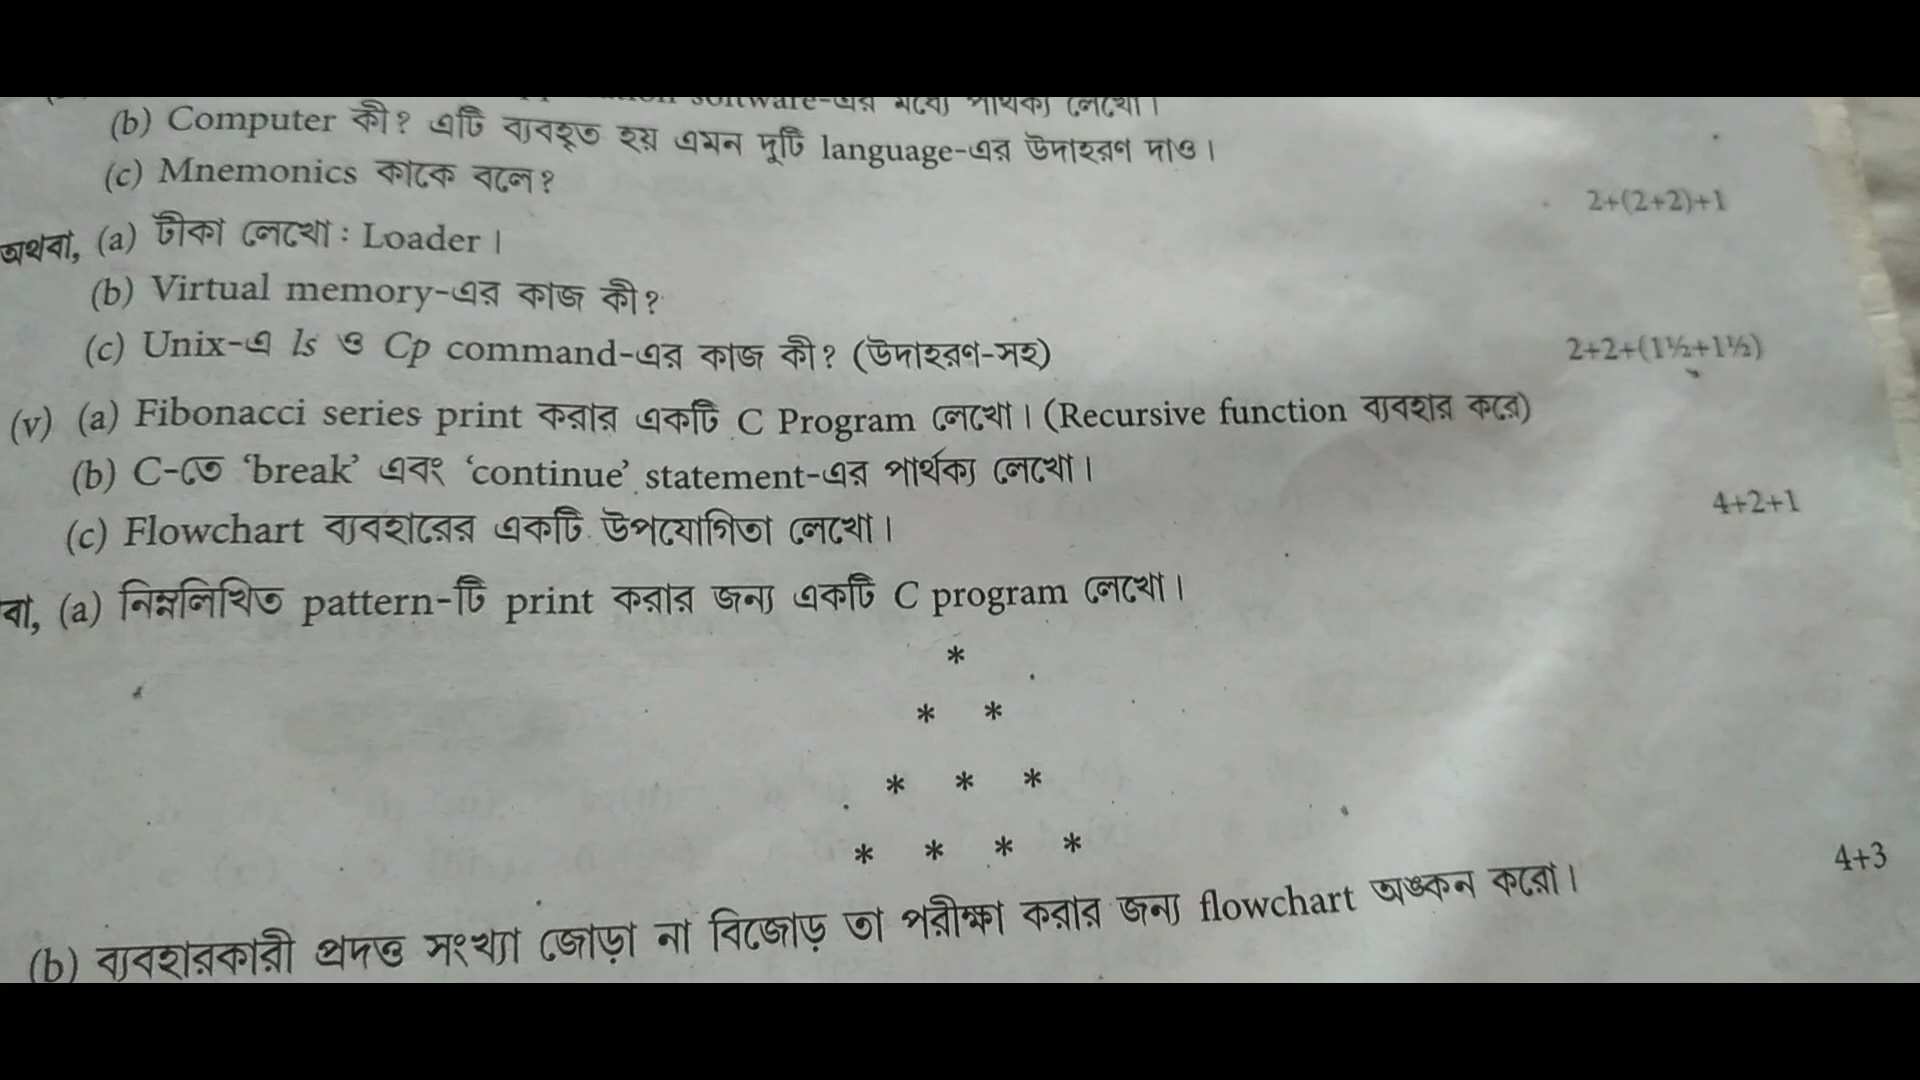 software-এর মধ্যে পার্থক্য লেখো।
(b) Computer কী? এটি ব্যবহৃত হয় এমন দুটি language-এর উদাহরণ দাও।
(c) Mnemonics কাকে বলে?
2+(2+2)+1
অথবা, (a) টীকা লেখো : Loader।
(b) Virtual memory-এর কাজ কী?
(c) Unix-এ ls ও Cp command-এর কাজ কী? (উদাহরণ-সহ)
2+2+(1½+1½)
(v) (a) Fibonacci series print করার একটি C Program লেখো। (Recursive function ব্যবহার করে)
(b) C-তে ‘break’ এবং ‘continue’ statement-এর পার্থক্য লেখো।
(c) Flowchart ব্যবহারের একটি উপযোগিতা লেখো।
4+2+1
বা, (a) নিম্নলিখিত pattern-টি print করার জন্য একটি C program লেখো।
*
* *
* * *
* * * *
(b) ব্যবহারকারী প্রদত্ত সংখ্যা জোড় না বিজোড় তা পরীক্ষা করার জন্য flowchart অঙ্কন করো।
4+3